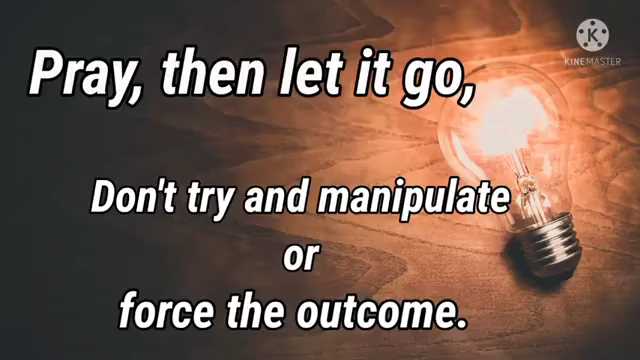 KINEMASTER
Pray, then let it go,
Don't try and manipulate
or
force the outcome.